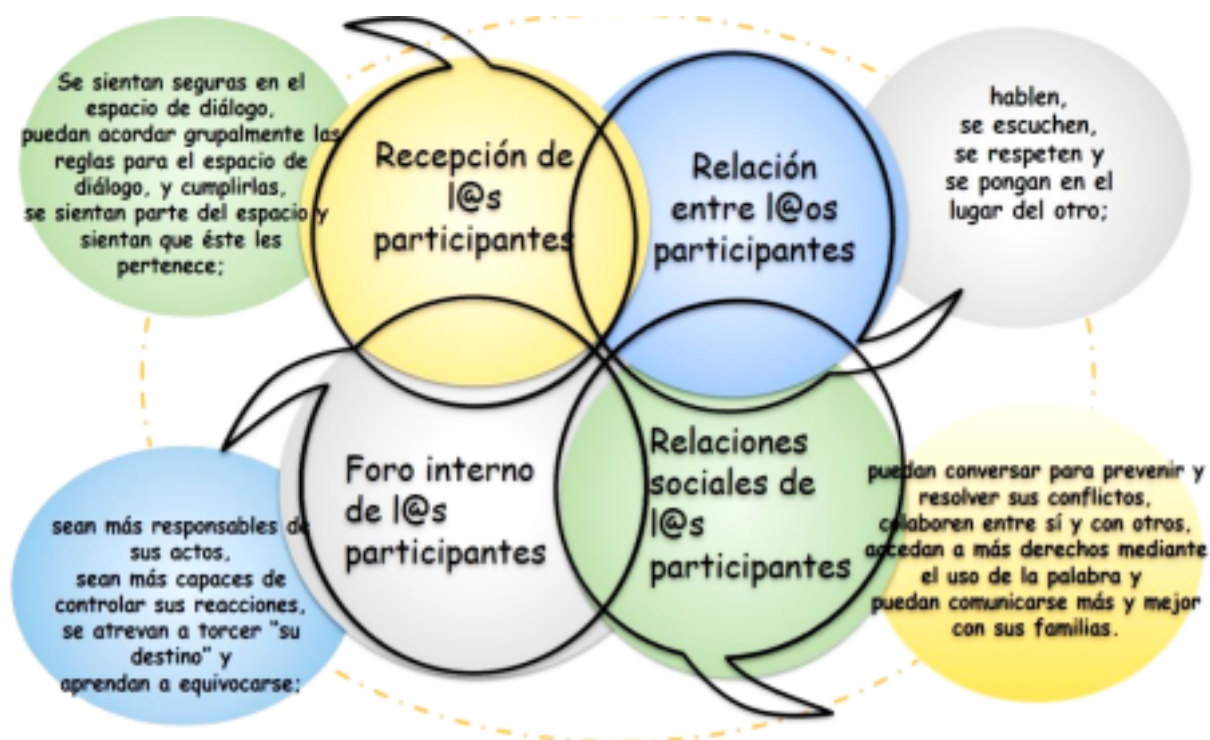 Se sientan seguras en el
espacio de diálogo,
puedan acordar grupalmente las
reglas para el espacio de
diálogo, y cumplirlas,
se sientan parte del espacio y
sientan que éste les
pertenece;
Recepción de
l@s
participantes
Relación
entre l@os
participantes
hablen,
se escuchen,
se respeten y
se pongan en el
lugar del otro;
sean más responsables de
sus actos,
sean más capaces de
controlar sus reacciones,
se atrevan a torcer "su
destino" y
aprendan a equivocarse;
Foro interno
de l@s
participantes
Relaciones
sociales de
l@s
participantes
puedan conversar para prevenir y
resolver sus conflictos,
colaboren entre sí y con otros,
accedan a más derechos mediante
el uso de la palabra y
puedan comunicarse más y mejor
con sus familias.